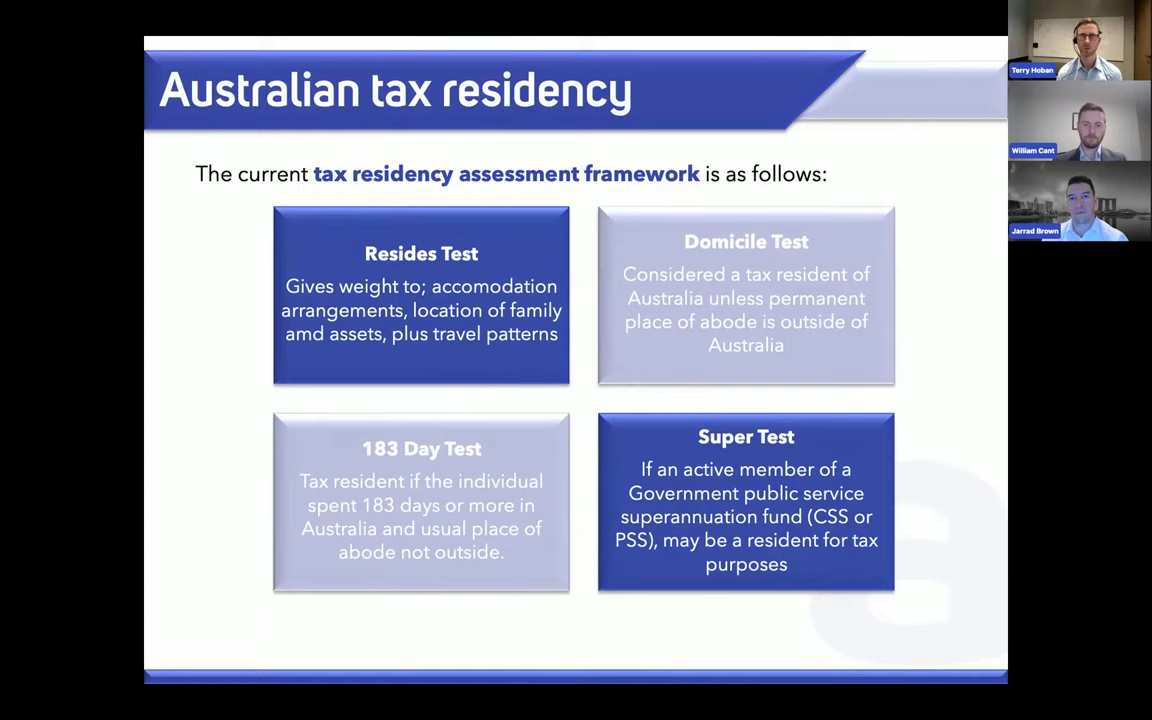 Australian tax residency
The current tax residency assessment framework is as follows:
Resides Test
Gives weight to; accomodation
arrangements, location of family
amd assets, plus travel patterns
Domicile Test
Considered a tax resident of
Australia unless permanent
place of abode is outside of
Australia
183 Day Test
Tax resident if the individual
spent 183 days or more in
Australia and usual place of
abode not outside.
Super Test
If an active member of a
Government public service
superannuation fund (CSS or
PSS), may be a resident for tax
purposes
Terry Hoban
William Cant
Jarrad Brown